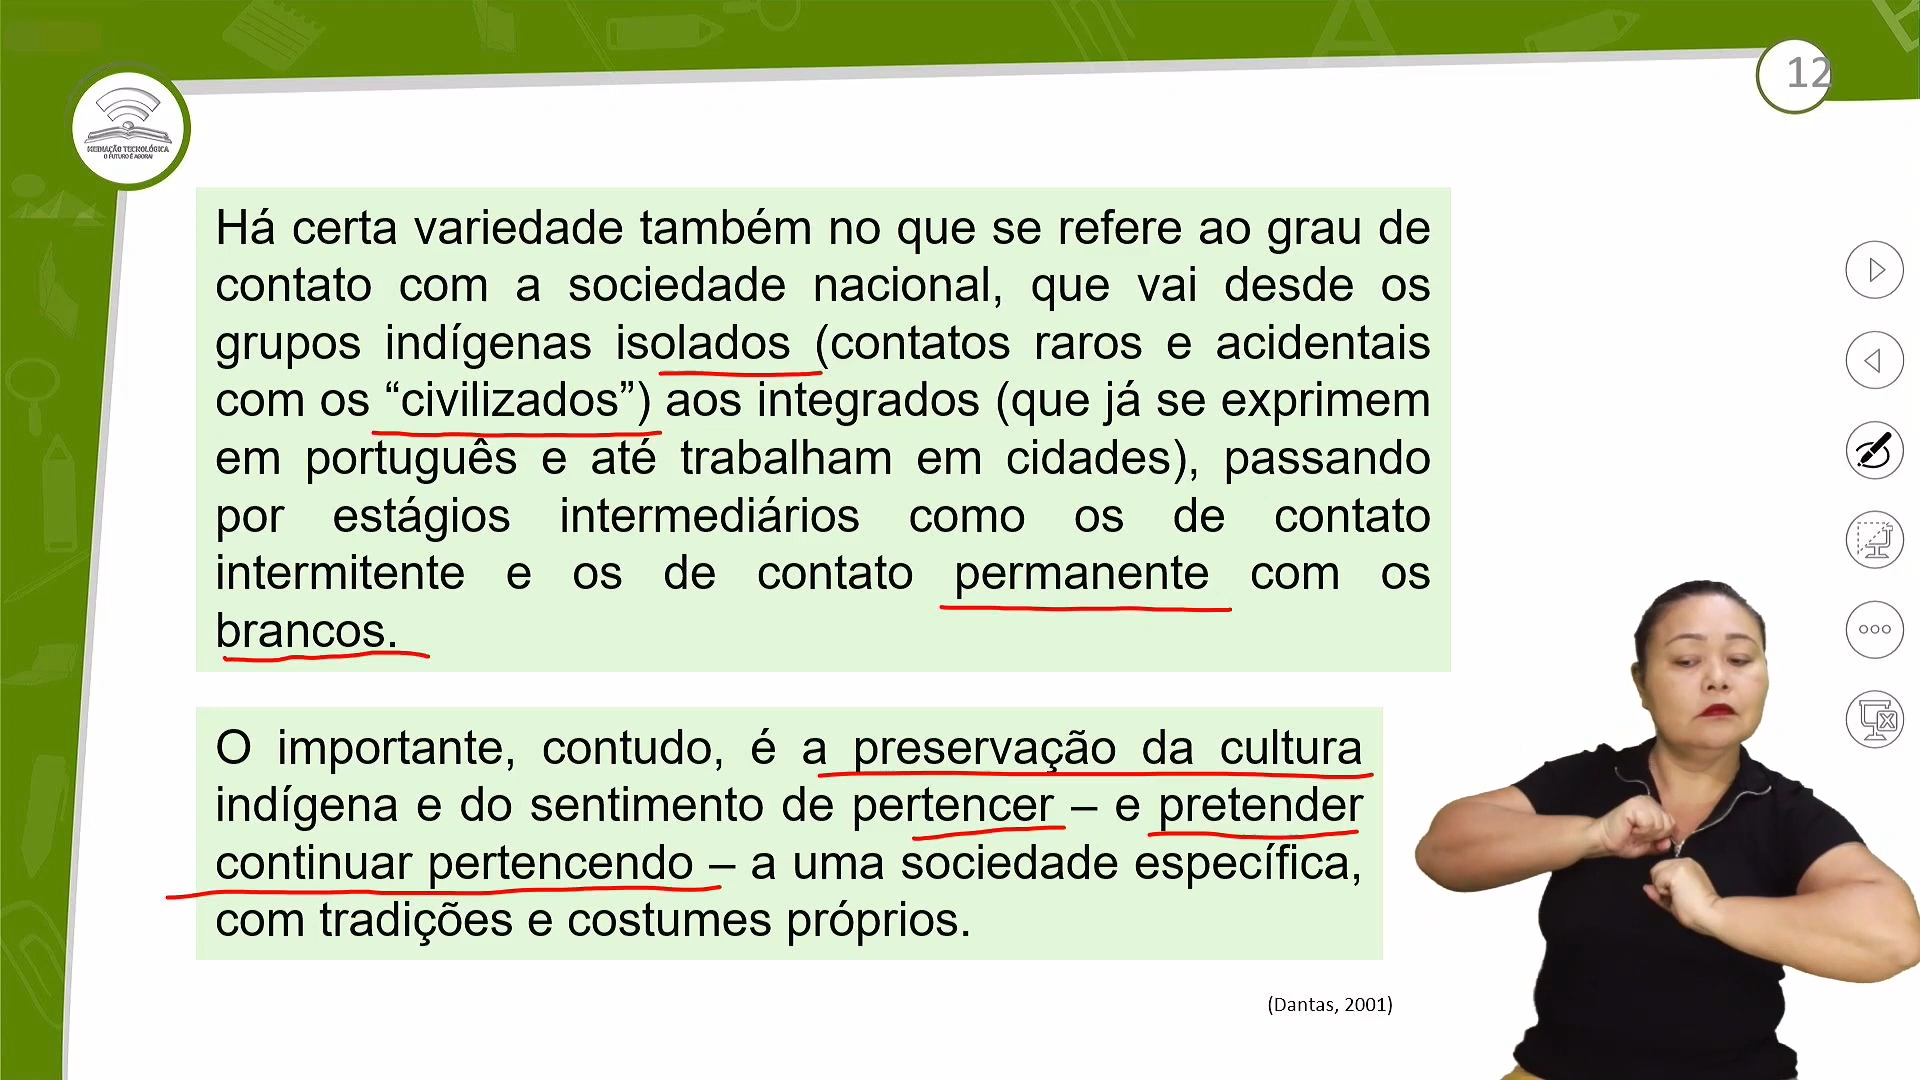 12
MEDIAÇÃO TECNOLÓGICA
O FUTURO É AGORA!
Há certa variedade também no que se refere ao grau de
contato com a sociedade nacional, que vai desde os
grupos indígenas isolados (contatos raros e acidentais
com os “civilizados”) aos integrados (que já se exprimem
em português e até trabalham em cidades), passando
por estágios intermediários como os de contato
intermitente e os de contato permanente com os
brancos.
O importante, contudo, é a preservação da cultura
indígena e do sentimento de pertencer – e pretender
continuar pertencendo – a uma sociedade específica,
com tradições e costumes próprios.
(Dantas, 2001)